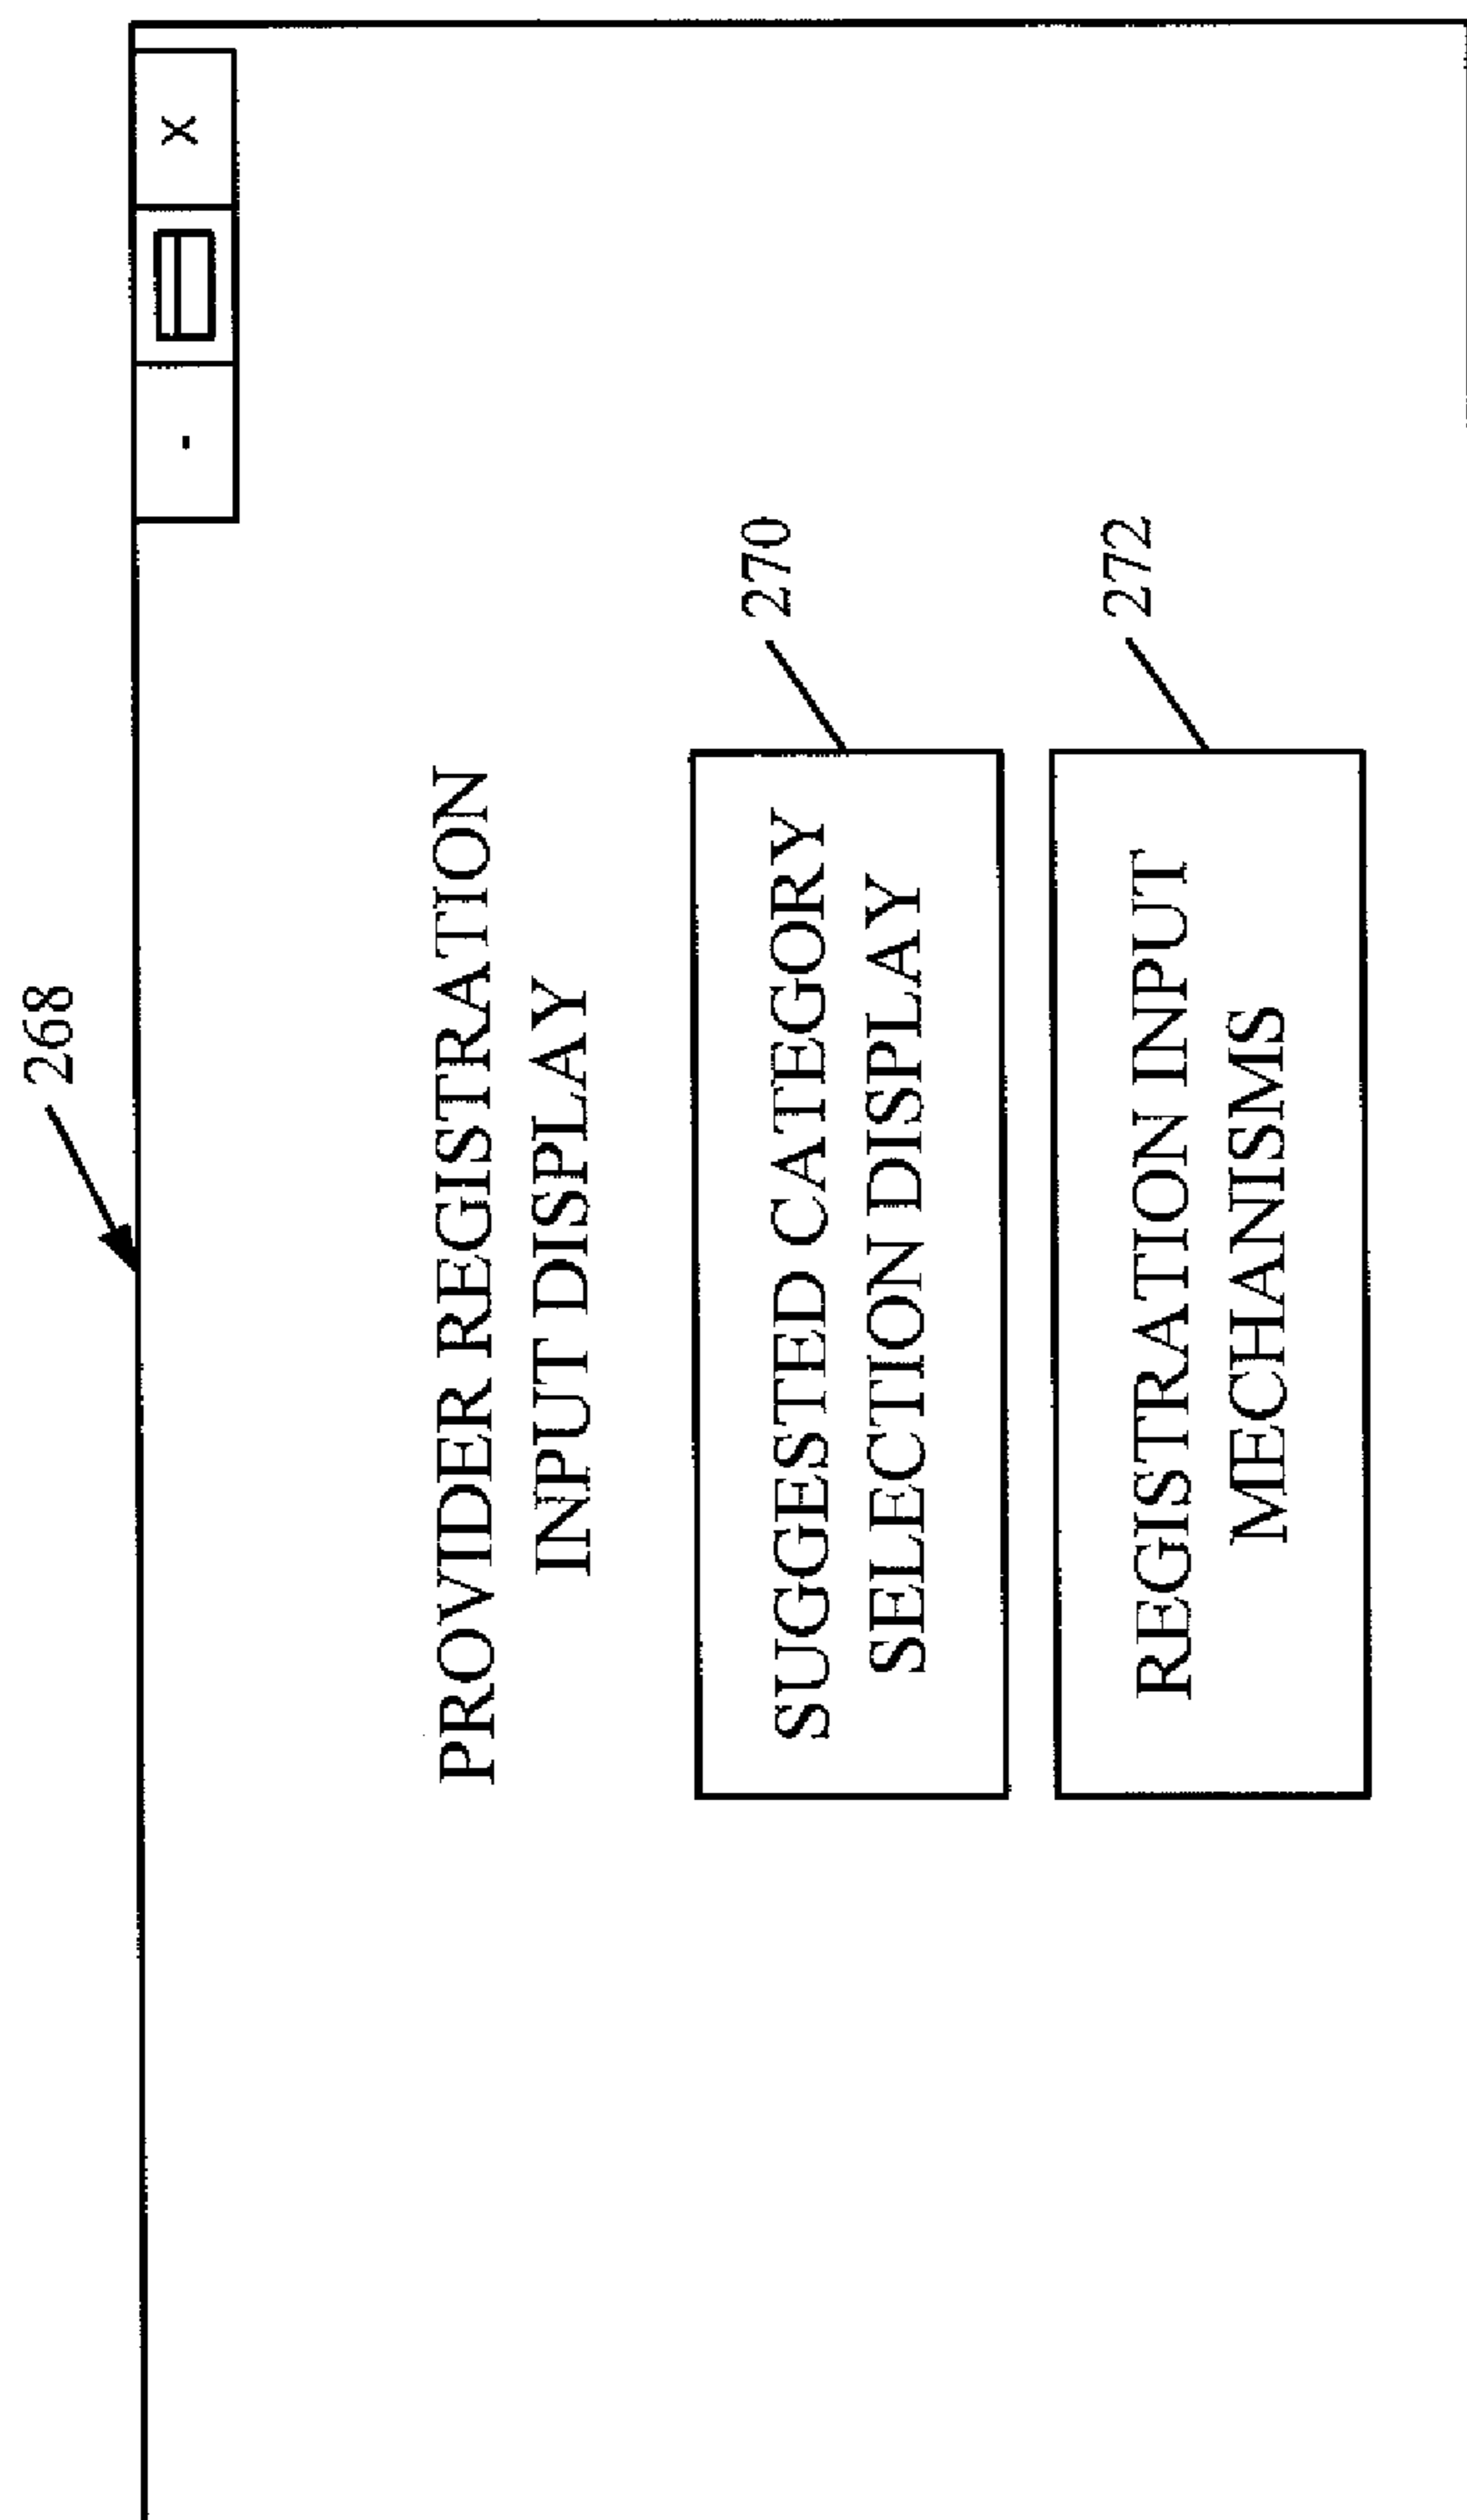 268
- X
PROVIDER REGISTRATION
INPUT DISPLAY
270
SUGGESTED CATEGORY
SELECTION DISPLAY
272
REGISTRATION INPUT
MECHANISMS